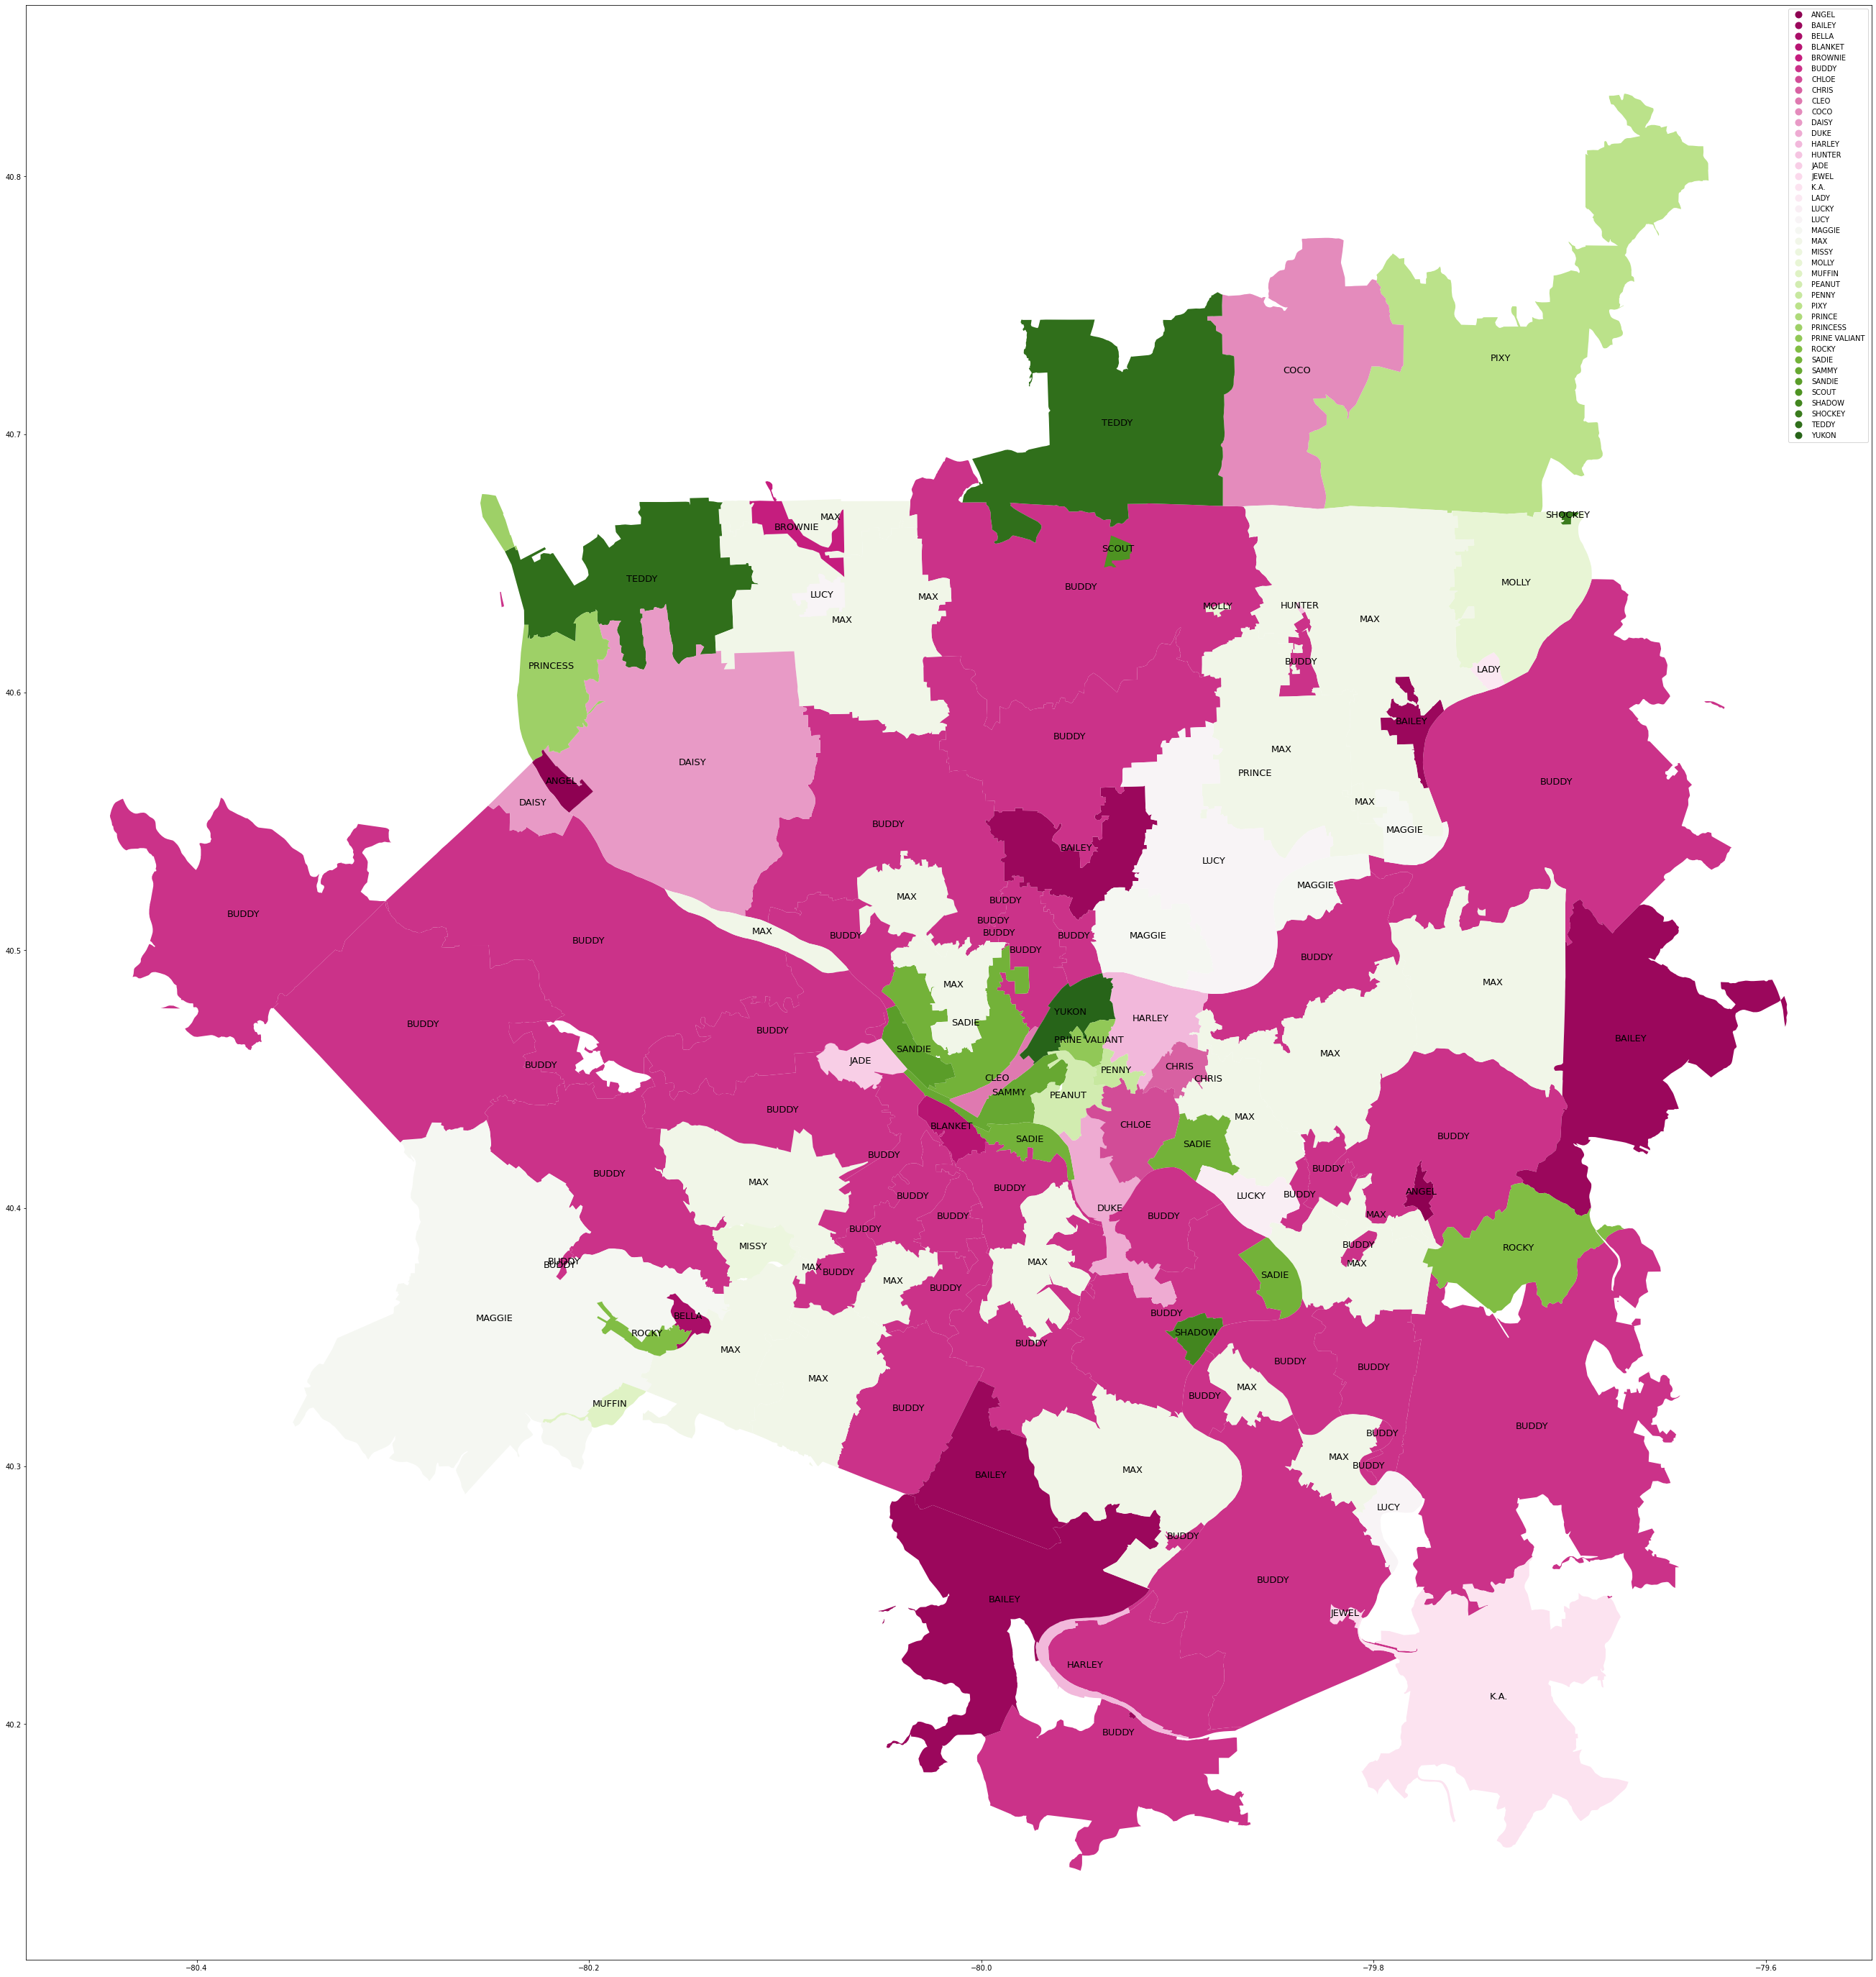 ANGEL
BAILEY
BELLA
BLANKET
BROWNIE
BUDDY
CHLOE
CHRIS
CLEO
COCO
DAISY
DUKE
HARLEY
HUNTER
JADE
JEWEL
K.A.
LADY
LUCKY
LUCY
MAGGIE
MAX
MISSY
MOLLY
MUFFIN
PEANUT
PENNY
PIXY
PRINCE
PRINCESS
PRINE VALIANT
ROCKY
SADIE
SAMMY
SANDIE
SCOUT
SHADOW
SHOCKEY
TEDDY
YUKON
40.8
PIXY
COCO
TEDDY
40.7
SHOCKEY
MAX
BROWNIE
SCOUT
TEDDY
MOLLY
BUDDY
LUCY
MAX
MOLLY
HUNTER
MAX
MAX
BUDDY
PRINCESS
LADY
40.6
BAILEY
MAX
BUDDY
DAISY
PRINCE
ANGEL
BUDDY
DAISY
MAX
BUDDY
MAGGIE
BAILEY
LUCY
MAGGIE
MAX
BUDDY
BUDDY
BUDDY
MAX
BUDDY
BUDDY
BUDDY
MAGGIE
BUDDY
BUDDY
40.5
BUDDY
MAX
MAX
YUKON
HARLEY
BUDDY
SADIE
BUDDY
PRINE VALIANT
BAILEY
SANDIE
MAX
JADE
BUDDY
CHRIS
PENNY
CLEO
CHRIS
SAMMY
PEANUT
BUDDY
MAX
BLANKET
CHLOE
SADIE
BUDDY
SADIE
BUDDY
BUDDY
BUDDY
MAX
BUDDY
BUDDY
LUCKY
BUDDY
ANGEL
40.4
DUKE
BUDDY
BUDDY
MAX
BUDDY
MISSY
BUDDY
ROCKY
BUDDY
BUDDY
MAX
MAX
MAX
BUDDY
SADIE
MAX
BUDDY
BUDDY
MAGGIE
BELLA
BUDDY
ROCKY
SHADOW
BUDDY
MAX
BUDDY
BUDDY
MAX
MAX
BUDDY
MUFFIN
BUDDY
BUDDY
BUDDY
MAX
BUDDY
40.3
BAILEY
MAX
LUCY
BUDDY
BUDDY
BAILEY
JEWEL
HARLEY
K.A.
40.2
BUDDY
−80.4
−80.2
−80.0
−79.8
−79.6